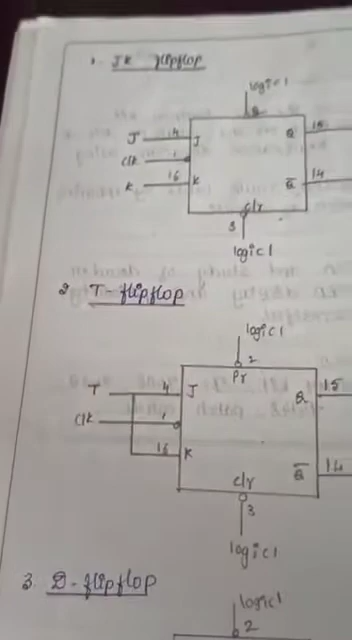 1. JK flipflop
logic 1
2
J 4 J Q 15
Clk 1
K 16 K Q̅ 14
Clr
3
logic 1
2. T-flipflop
logic 1
2
Pr
T 4 J Q 15
Clk 1
16 K Q̅ 14
Clr
3
logic 1
3. D-flipflop
logic 1
2